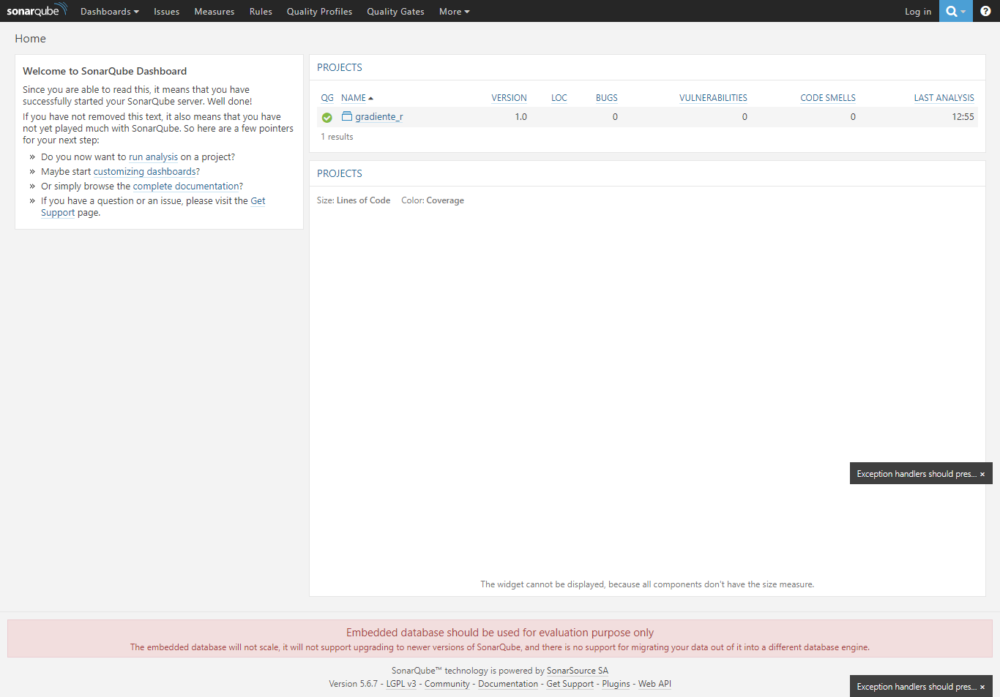 sonarqube Dashboards Issues Measures Rules Quality Profiles Quality Gates More Log in ?
Home
Welcome to SonarQube Dashboard
Since you are able to read this, it means that you have
successfully started your SonarQube server. Well done!
If you have not removed this text, it also means that you have
not yet played much with SonarQube. So here are a few pointers
for your next step:
» Do you now want to run analysis on a project?
» Maybe start customizing dashboards?
» Or simply browse the complete documentation?
» If you have a question or an issue, please visit the Get
Support page.
PROJECTS
QG NAME VERSION LOC BUGS VULNERABILITIES CODE SMELLS LAST ANALYSIS
gradiente_r 1.0 0 0 0 12:55
1 results
PROJECTS
Size: Lines of Code Color: Coverage
Exception handlers should pres... ×
The widget cannot be displayed, because all components don't have the size measure.
Embedded database should be used for evaluation purpose only
The embedded database will not scale, it will not support upgrading to newer versions of SonarQube, and there is no support for migrating your data out of it into a different database engine.
SonarQube™ technology is powered by SonarSource SA
Version 5.6.7 - LGPL v3 - Community - Documentation - Get Support - Plugins - Web API
Exception handlers should pres... ×